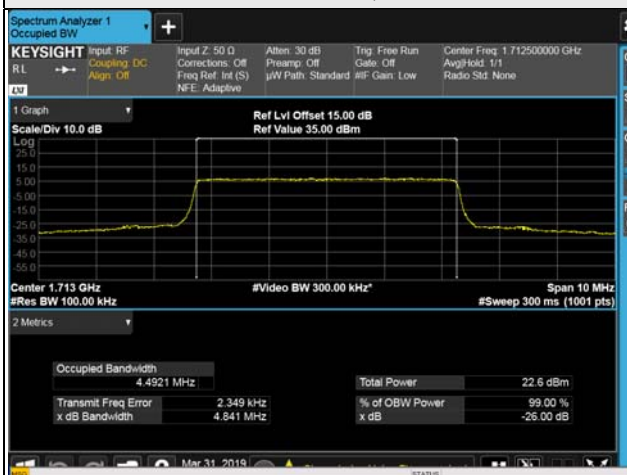 Spectrum Analyzer 1
Occupied BW
+
KEYSIGHT Input: RF Input Z: 50 Ω Atten: 30 dB Trig: Free Run Center Freq: 1.712500000 GHz
RL Coupling: DC Corrections: Off Preamp: Off Gate: Off Avg|Hold: 1/1
Align: Off Freq Ref: Int (S) µW Path: Standard #IF Gain: Low Radio Std: None
LXI NFE: Adaptive
1 Graph Ref Lvl Offset 15.00 dB
Scale/Div 10.0 dB Ref Value 35.00 dBm
Log
25.0
15.0
5.00
-5.00
-15.0
-25.0
-35.0
-45.0
-55.0
Center 1.713 GHz #Video BW 300.00 kHz* Span 10 MHz
#Res BW 100.00 kHz #Sweep 300 ms (1001 pts)
2 Metrics
Occupied Bandwidth
4.4921 MHz Total Power 22.6 dBm
Transmit Freq Error 2.349 kHz % of OBW Power 99.00 %
x dB Bandwidth 4.841 MHz x dB -26.00 dB
Mar 31, 2019
MSG STATUS